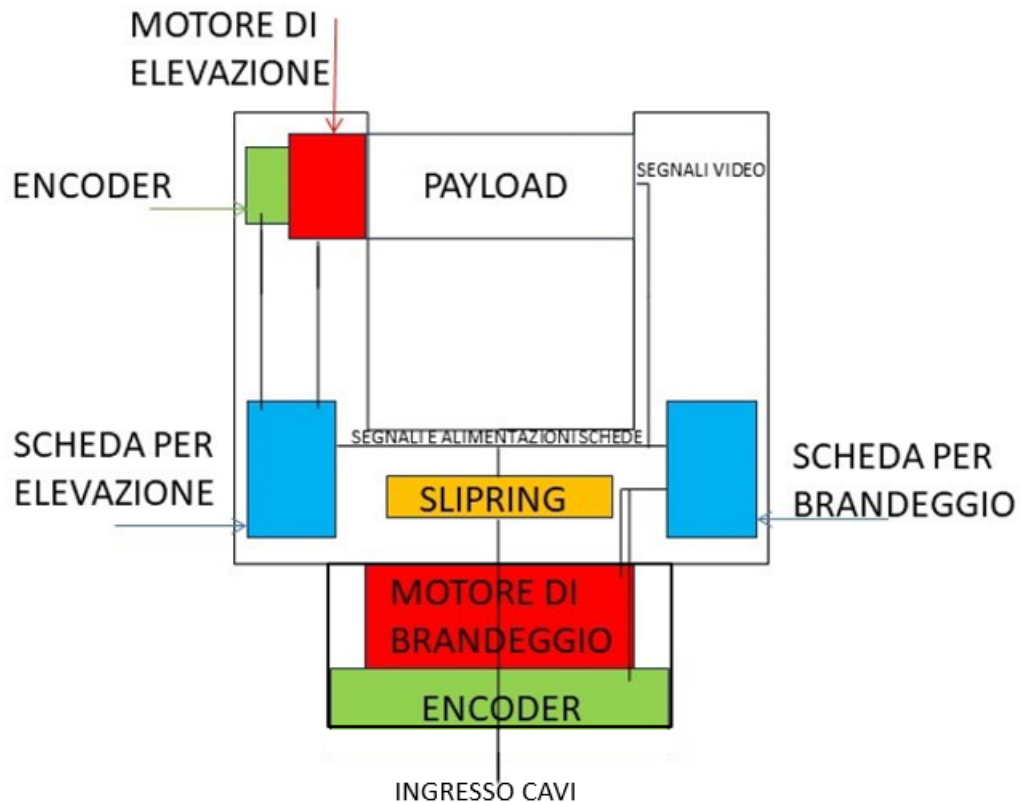 MOTORE DI
ELEVAZIONE
ENCODER
PAYLOAD
SEGNALI VIDEO
SCHEDA PER
ELEVAZIONE
SEGNALI E ALIMENTAZIONI SCHEDE
SLIPRING
SCHEDA PER
BRANDEGGIO
MOTORE DI
BRANDEGGIO
ENCODER
INGRESSO CAVI